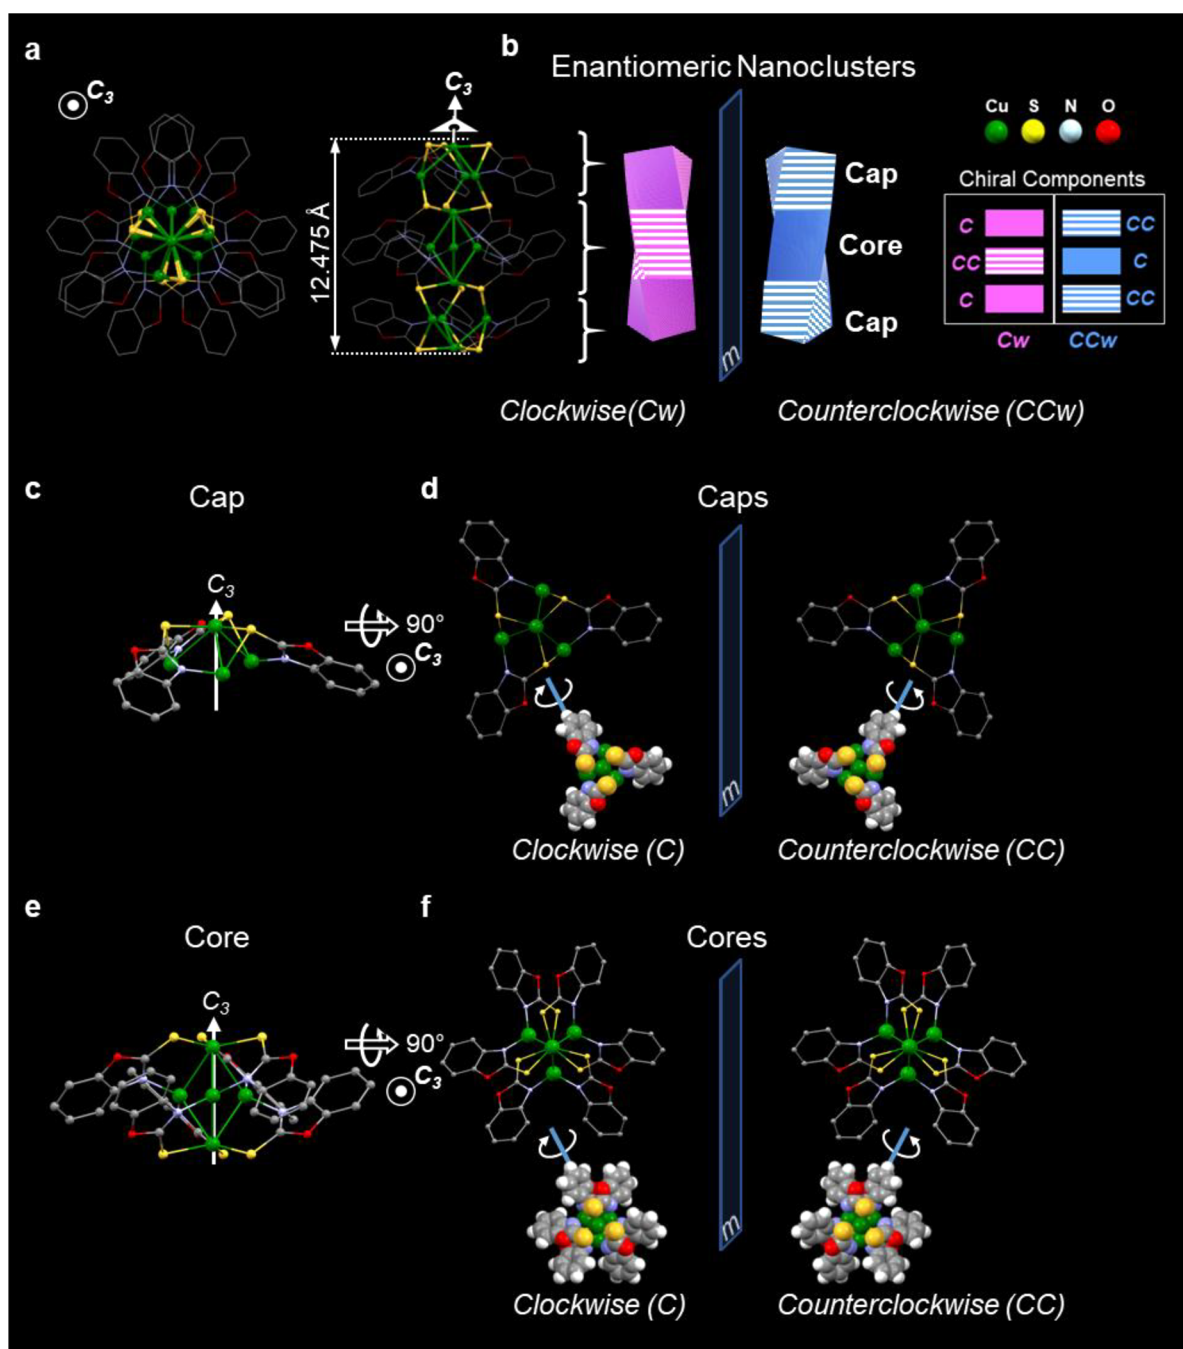 a
C₃
C₃
12.475Å
b
Enantiomeric Nanoclusters
Cap
Core
Cap
m
Clockwise(Cw)
Counterclockwise (CCw)
Cu S N O
Chiral Components
C CC
CC C
C CC
Cw CCw
c
Cap
C₃
90°
C₃
d
Caps
m
Clockwise (C)
Counterclockwise (CC)
e
Core
C₃
90°
C₃
f
Cores
m
Clockwise (C)
Counterclockwise (CC)